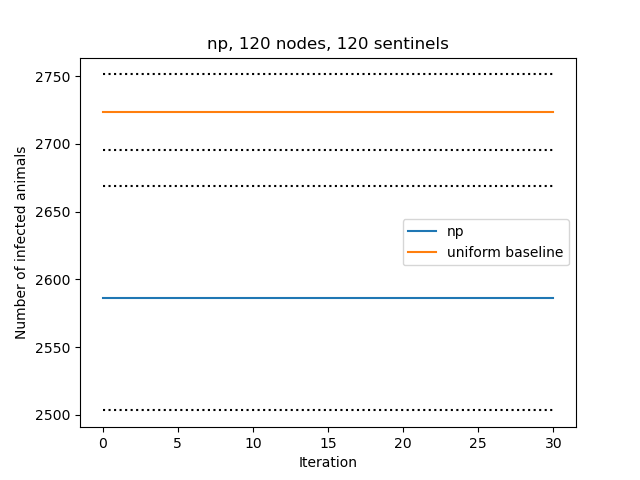 np, 120 nodes, 120 sentinels
Number of infected animals
2750
2700
2650
2600
2550
2500
np
uniform baseline
0 5 10 15 20 25 30
Iteration